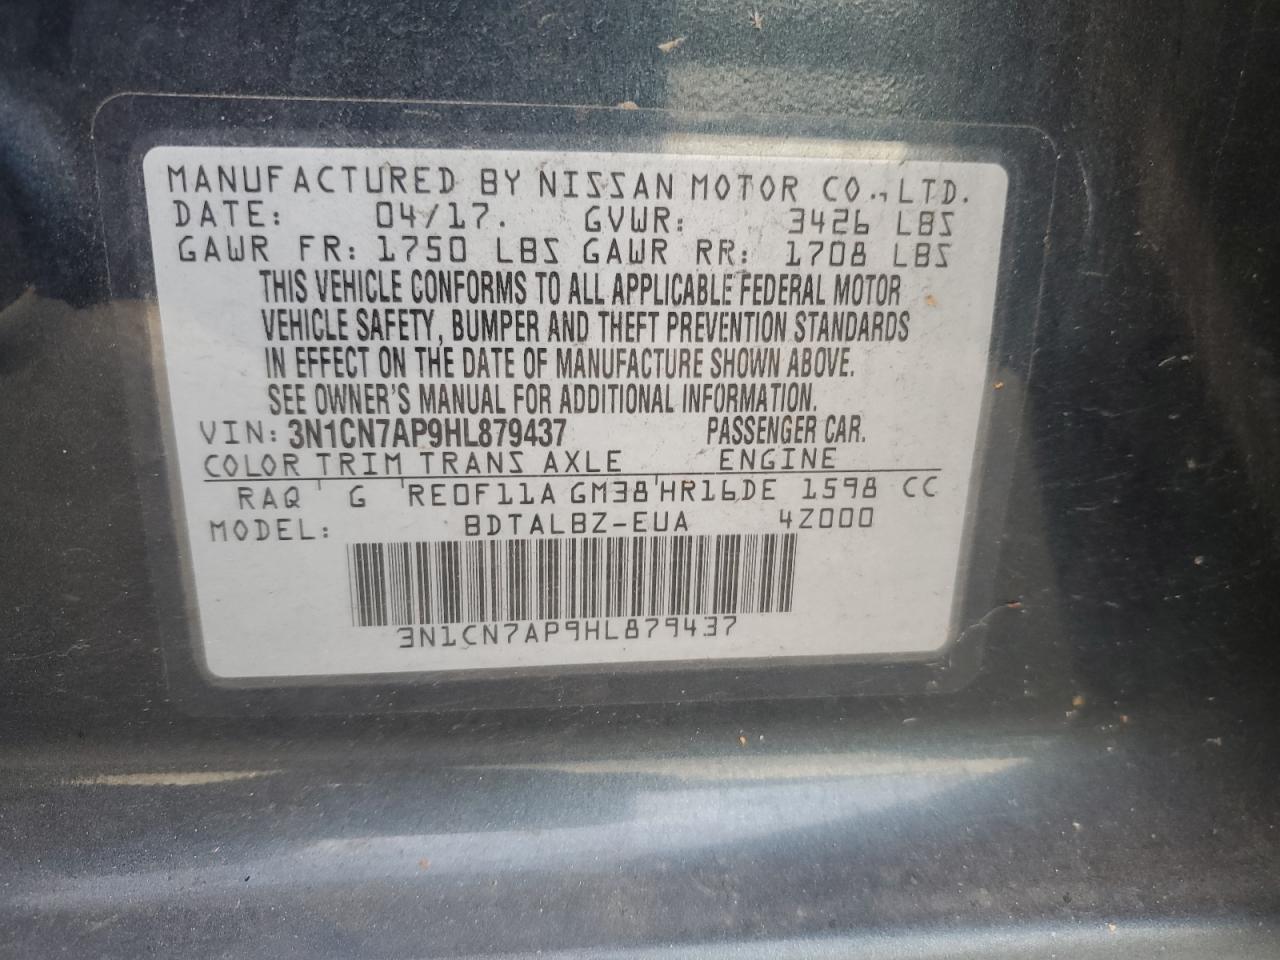 MANUFACTURED BY NISSAN MOTOR CO., LTD.
DATE: 04/17. GVWR: 3426 LBS
GAWR FR: 1750 LBS GAWR RR: 1708 LBS
THIS VEHICLE CONFORMS TO ALL APPLICABLE FEDERAL MOTOR
VEHICLE SAFETY, BUMPER AND THEFT PREVENTION STANDARDS
IN EFFECT ON THE DATE OF MANUFACTURE SHOWN ABOVE.
SEE OWNER'S MANUAL FOR ADDITIONAL INFORMATION.
VIN: 3N1CN7AP9HL879437 PASSENGER CAR.
COLOR TRIM TRANS AXLE ENGINE
RAQ ' G 'RE0F11A GM38'HR16DE 1598 CC
MODEL: BDTALBZ-EUA 4Z000
3N1CN7AP9HL879437